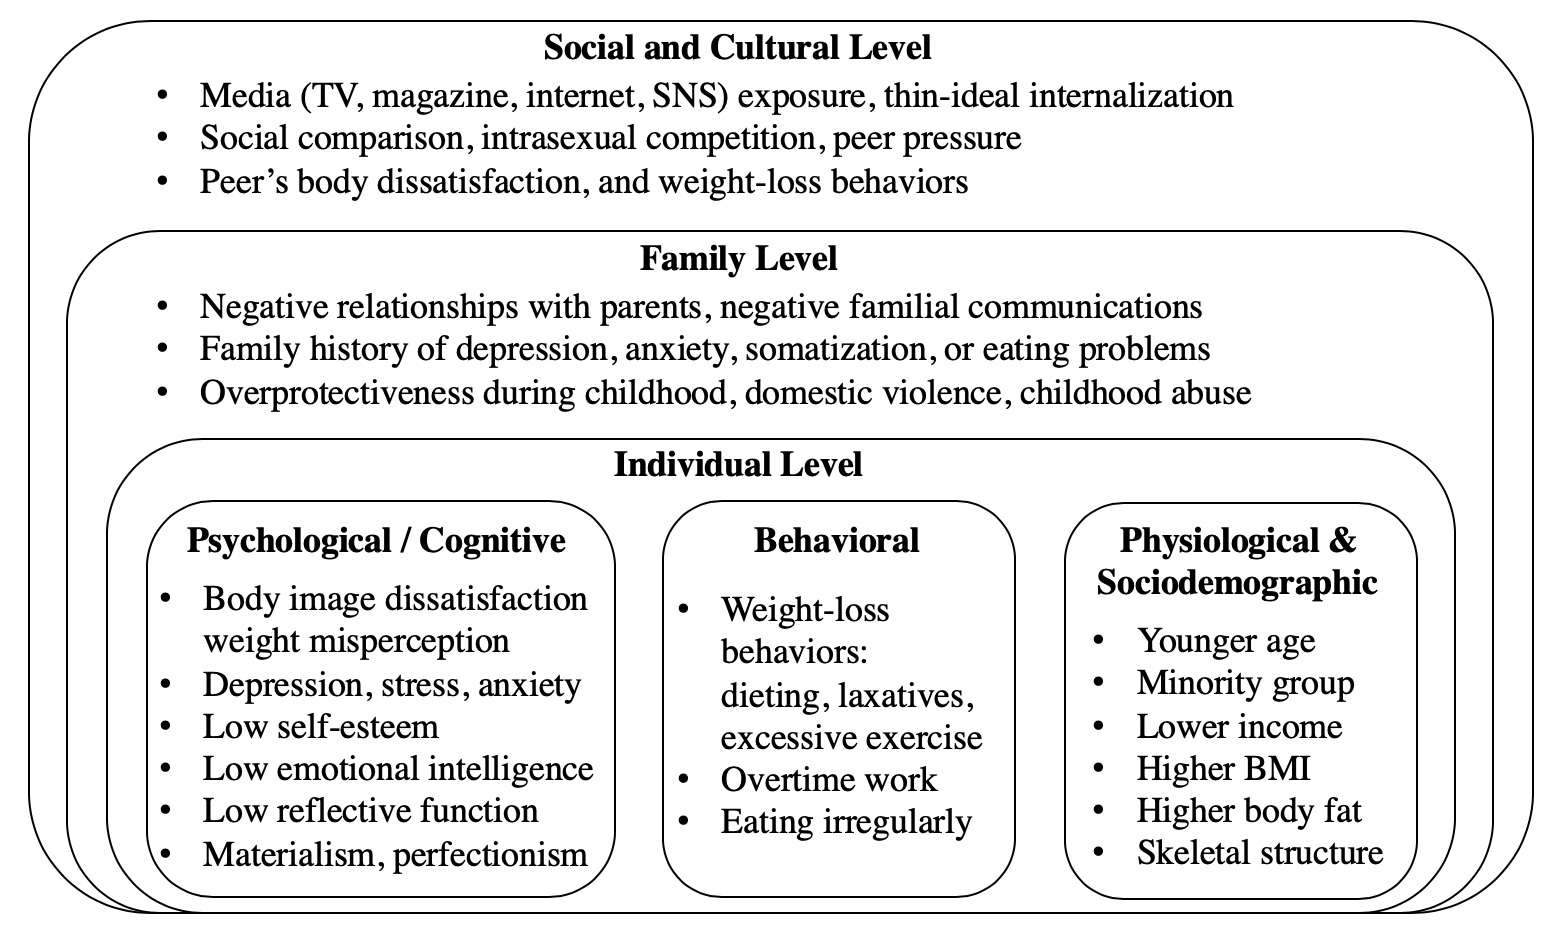 Social and Cultural Level
• Media (TV, magazine, internet, SNS) exposure, thin-ideal internalization
• Social comparison, intrasexual competition, peer pressure
• Peer’s body dissatisfaction, and weight-loss behaviors
Family Level
• Negative relationships with parents, negative familial communications
• Family history of depression, anxiety, somatization, or eating problems
• Overprotectiveness during childhood, domestic violence, childhood abuse
Individual Level
Psychological / Cognitive
• Body image dissatisfaction
weight misperception
• Depression, stress, anxiety
• Low self-esteem
• Low emotional intelligence
• Low reflective function
• Materialism, perfectionism
Behavioral
• Weight-loss
behaviors:
dieting, laxatives,
excessive exercise
• Overtime work
• Eating irregularly
Physiological &
Sociodemographic
• Younger age
• Minority group
• Lower income
• Higher BMI
• Higher body fat
• Skeletal structure